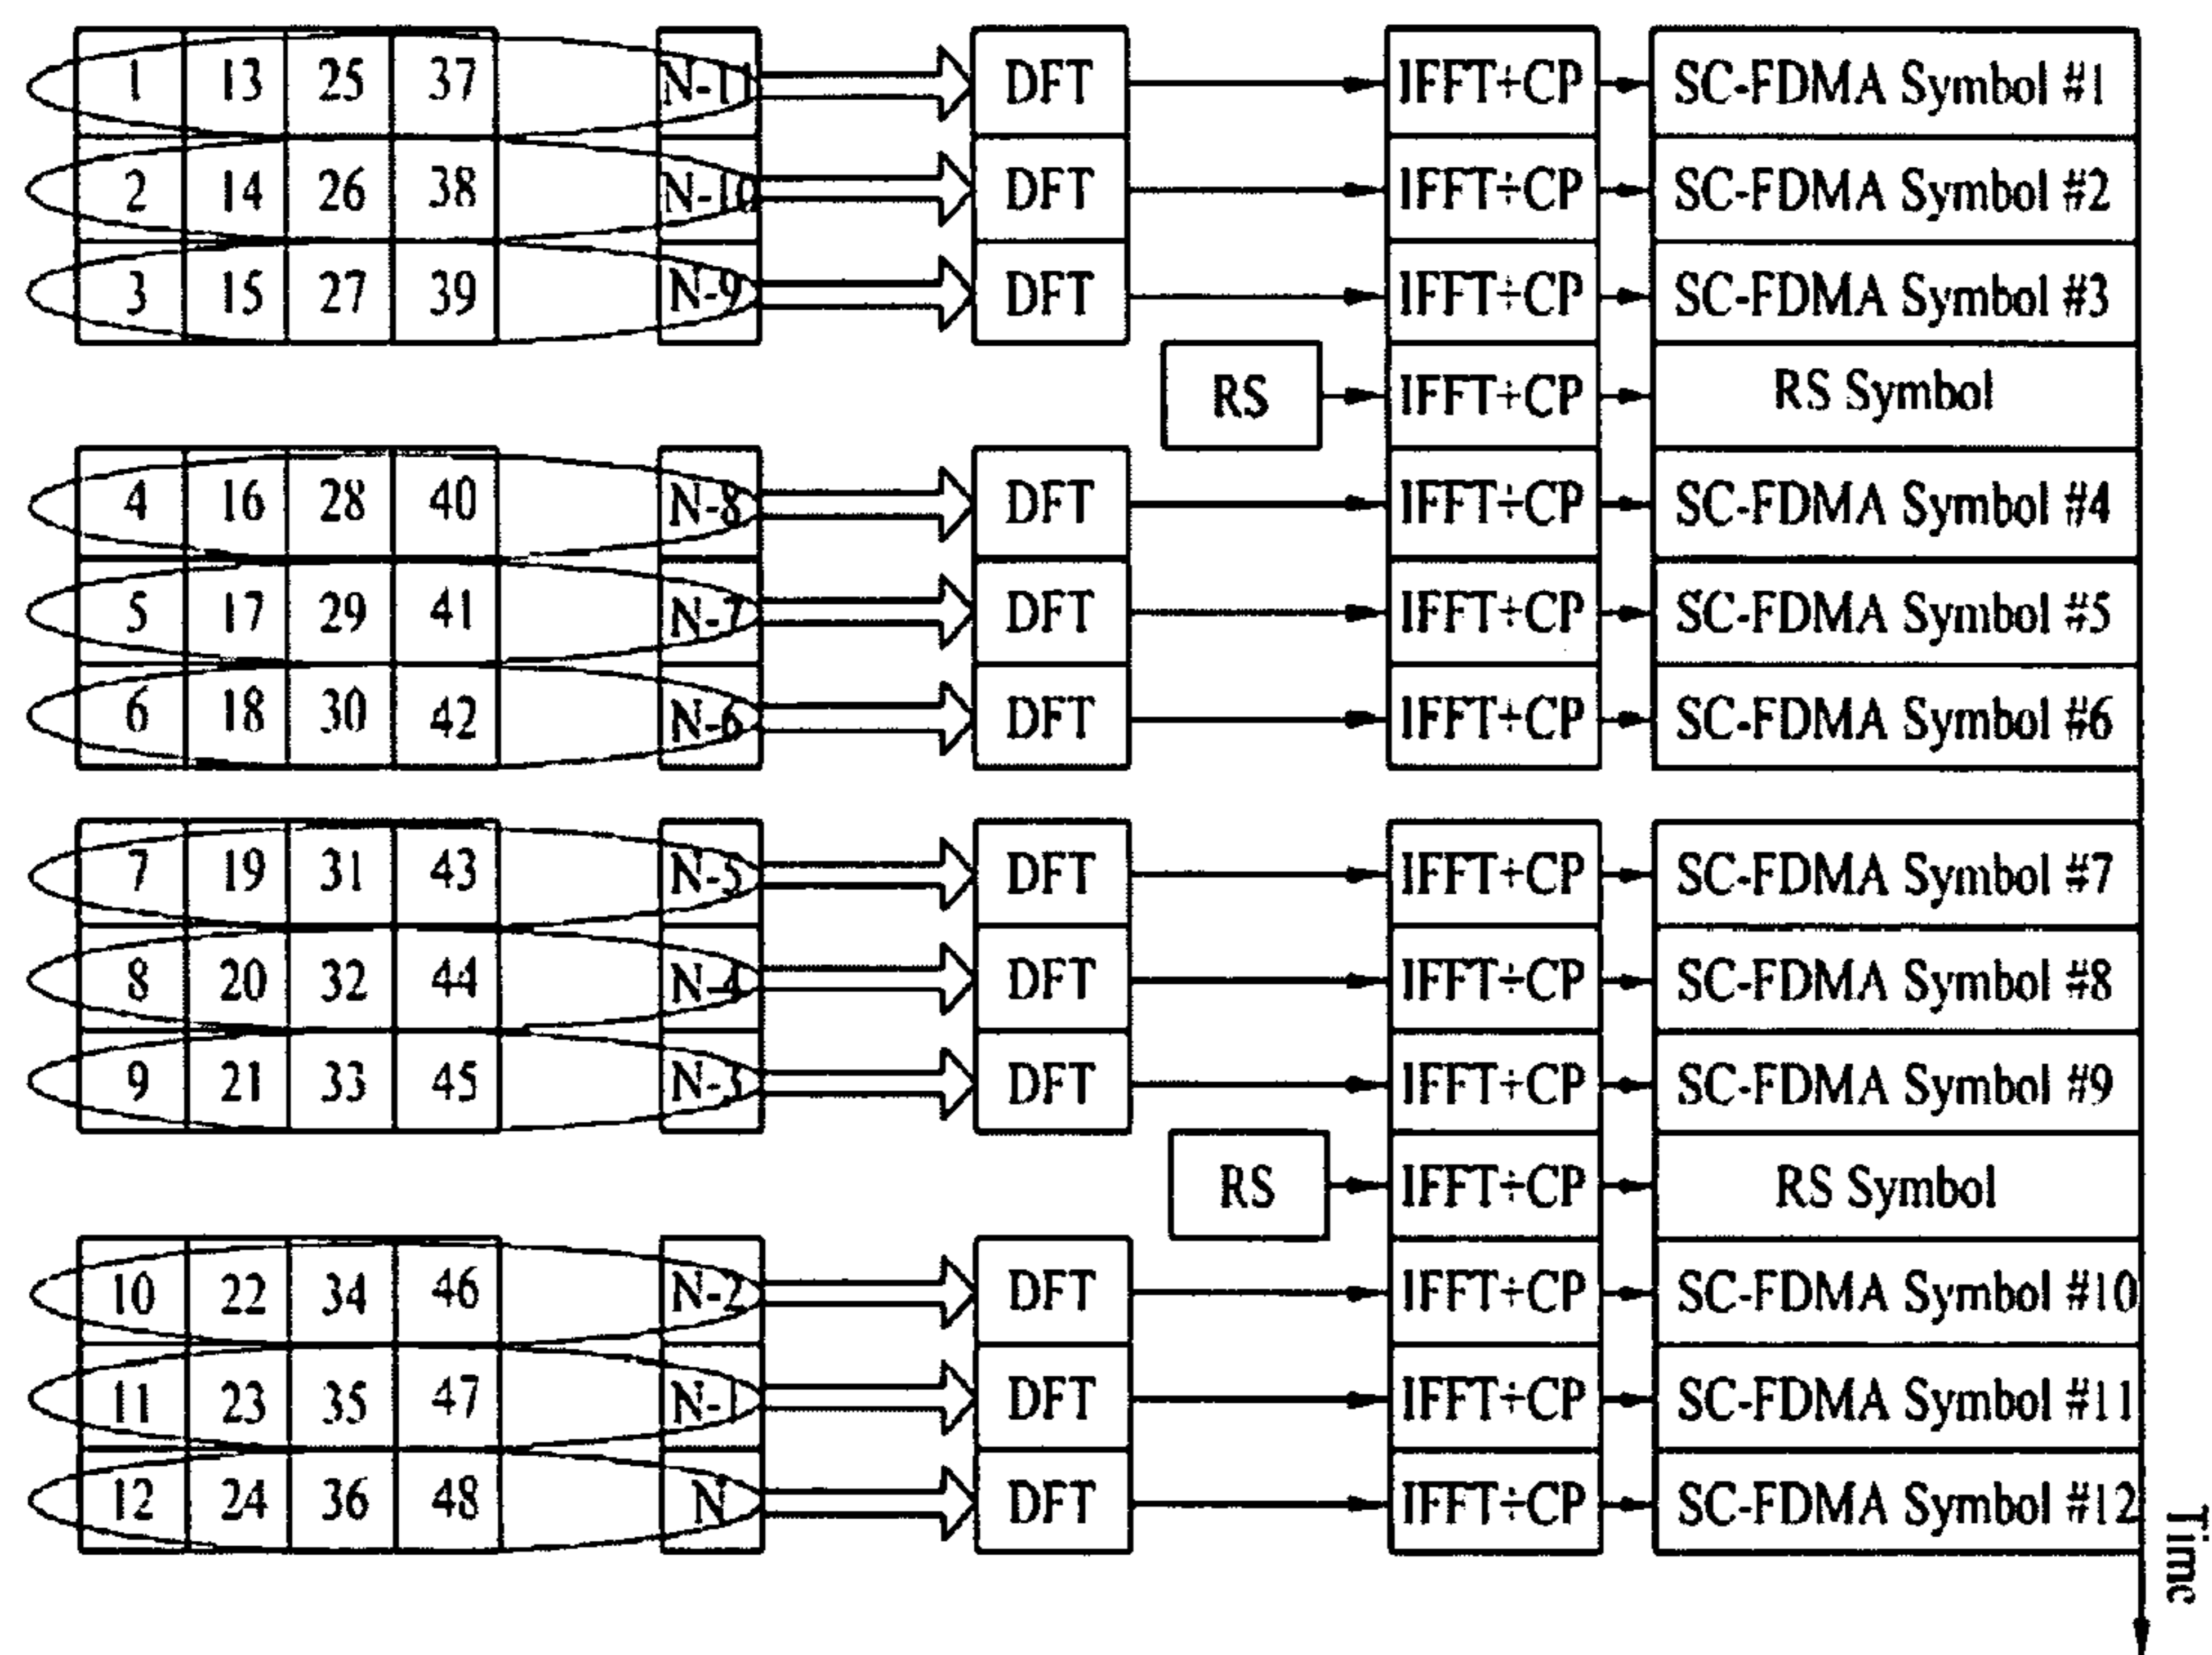 1 13 25 37 N-11 DFT IFFT+CP SC-FDMA Symbol #1
2 14 26 38 N-10 DFT IFFT+CP SC-FDMA Symbol #2
3 15 27 39 N-9 DFT IFFT+CP SC-FDMA Symbol #3
RS IFFT+CP RS Symbol
4 16 28 40 N-8 DFT IFFT+CP SC-FDMA Symbol #4
5 17 29 41 N-7 DFT IFFT+CP SC-FDMA Symbol #5
6 18 30 42 N-6 DFT IFFT+CP SC-FDMA Symbol #6
7 19 31 43 N-5 DFT IFFT+CP SC-FDMA Symbol #7
8 20 32 44 N-4 DFT IFFT+CP SC-FDMA Symbol #8
9 21 33 45 N-3 DFT IFFT+CP SC-FDMA Symbol #9
RS IFFT+CP RS Symbol
10 22 34 46 N-2 DFT IFFT+CP SC-FDMA Symbol #10
11 23 35 47 N-1 DFT IFFT+CP SC-FDMA Symbol #11
12 24 36 48 N DFT IFFT+CP SC-FDMA Symbol #12
Time